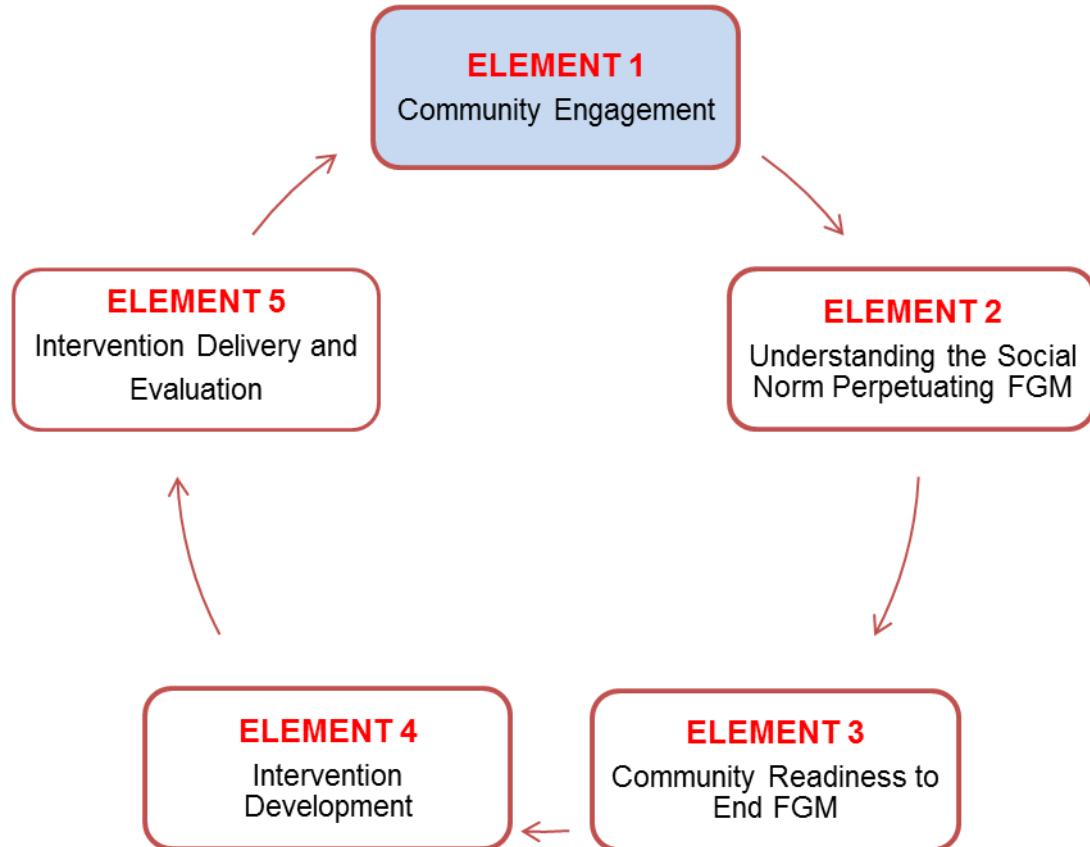 ELEMENT 1
Community Engagement
ELEMENT 2
Understanding the Social
Norm Perpetuating FGM
ELEMENT 3
Community Readiness to
End FGM
ELEMENT 4
Intervention
Development
ELEMENT 5
Intervention Delivery and
Evaluation